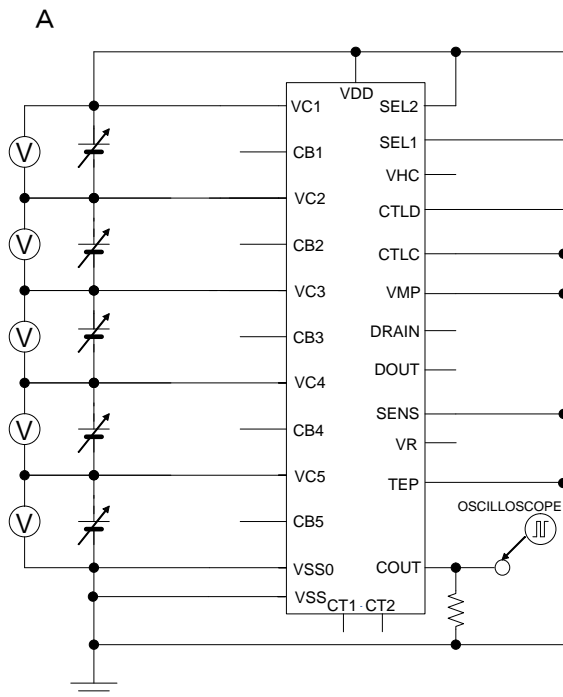 A
VDD
VC1
SEL2
V
CB1
SEL1
VHC
VC2
CTLD
V
CB2
CTLC
VC3
VMP
V
CB3
DRAIN
DOUT
VC4
SENS
V
CB4
VR
VC5
TEP
OSCILLOSCOPE
V
CB5
VSS0
COUT
VSS
CT1 CT2